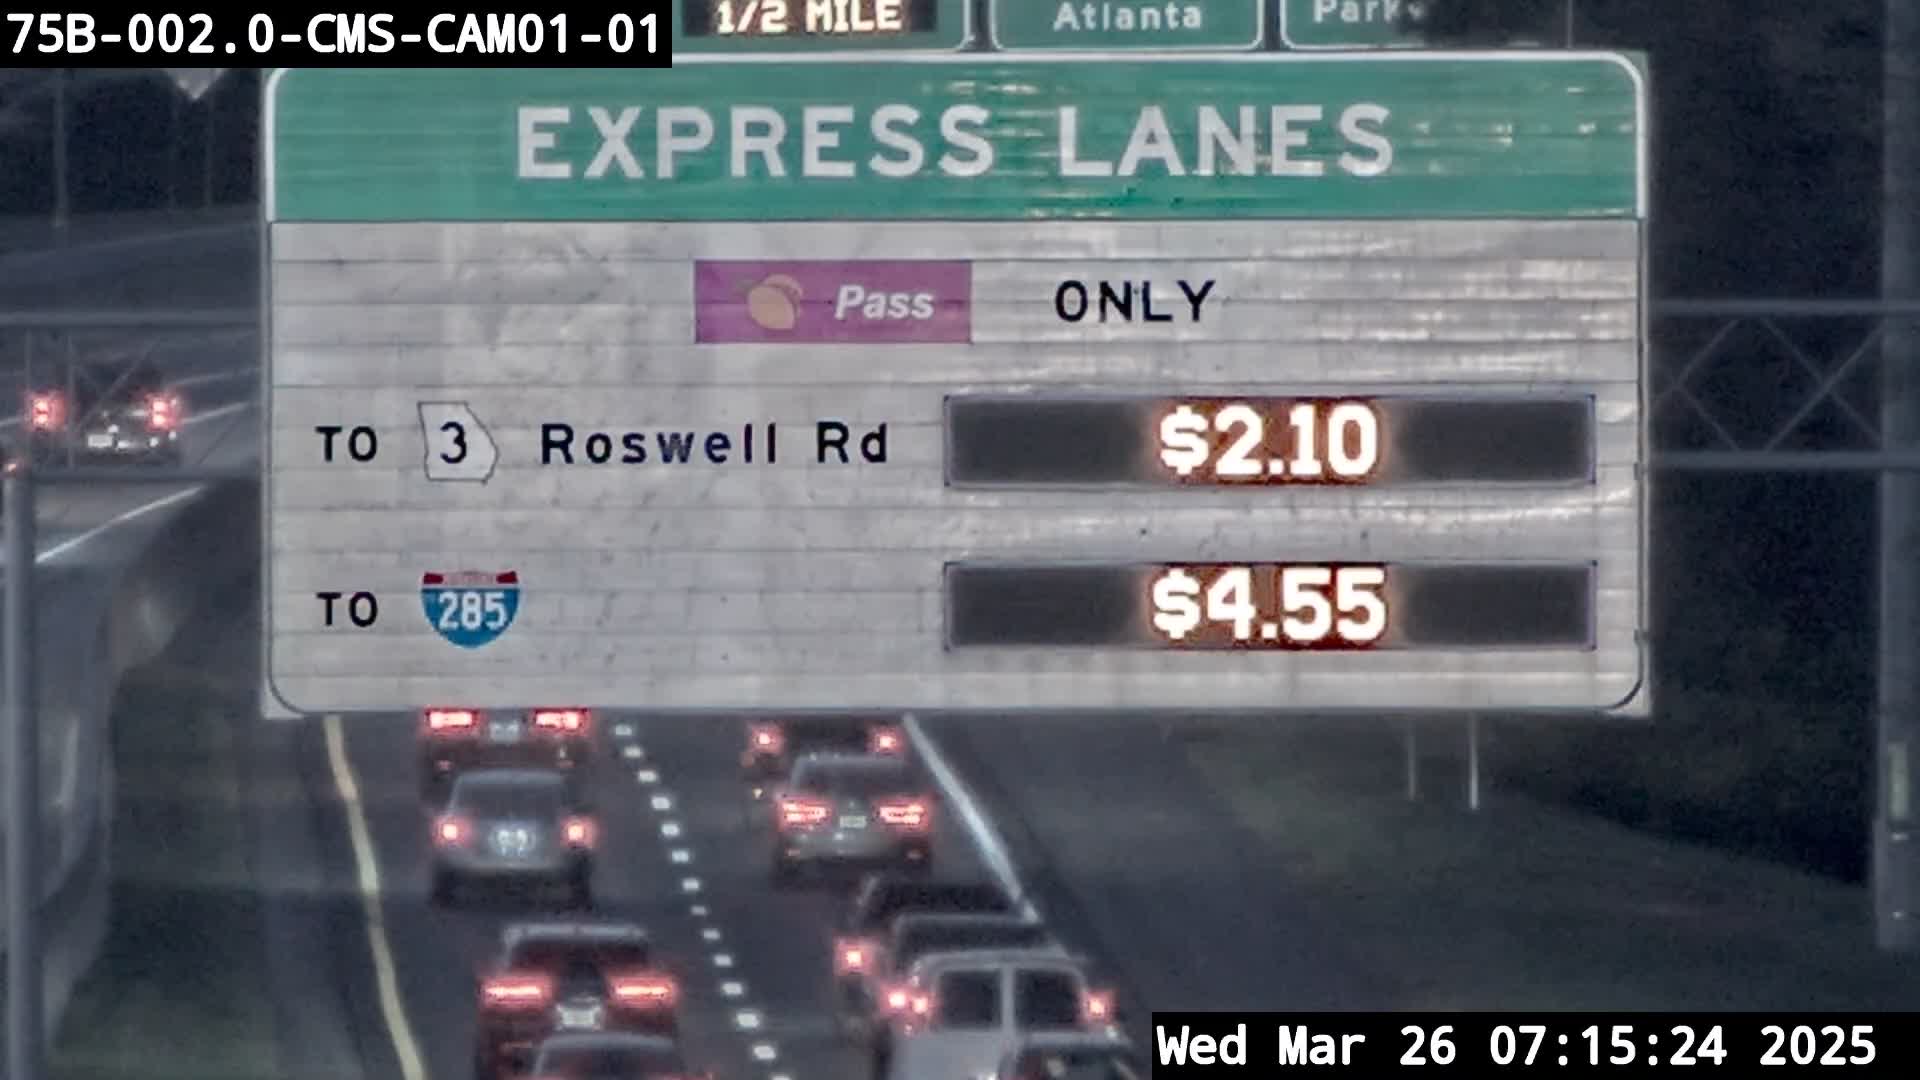 75B-002.0-CMS-CAM01-01
1/2 MILE
Atlanta
EXPRESS LANES
Pass ONLY
TO 3 Roswell Rd $2.10
TO 285 $4.55
Wed Mar 26 07:15:24 2025